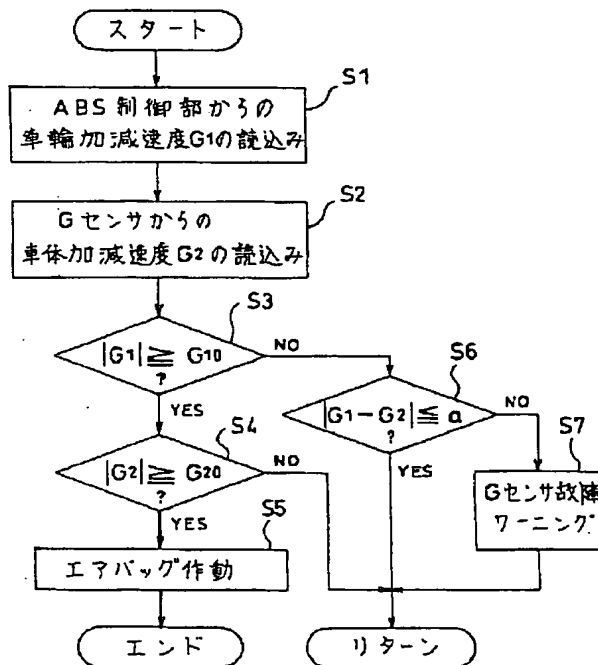 スタート
S1
ABS制御部からの
車輪加減速度G1の読込み
S2
Gセンサからの
車体加減速度G2の読込み
S3
|G1|≧G10
?
NO
YES
S6
|G1-G2|≦a
?
NO
YES
S4
|G2|≧G20
?
NO
YES
S7
Gセンサ故障
ワーニング
S5
エアバッグ作動
エンド
リターン